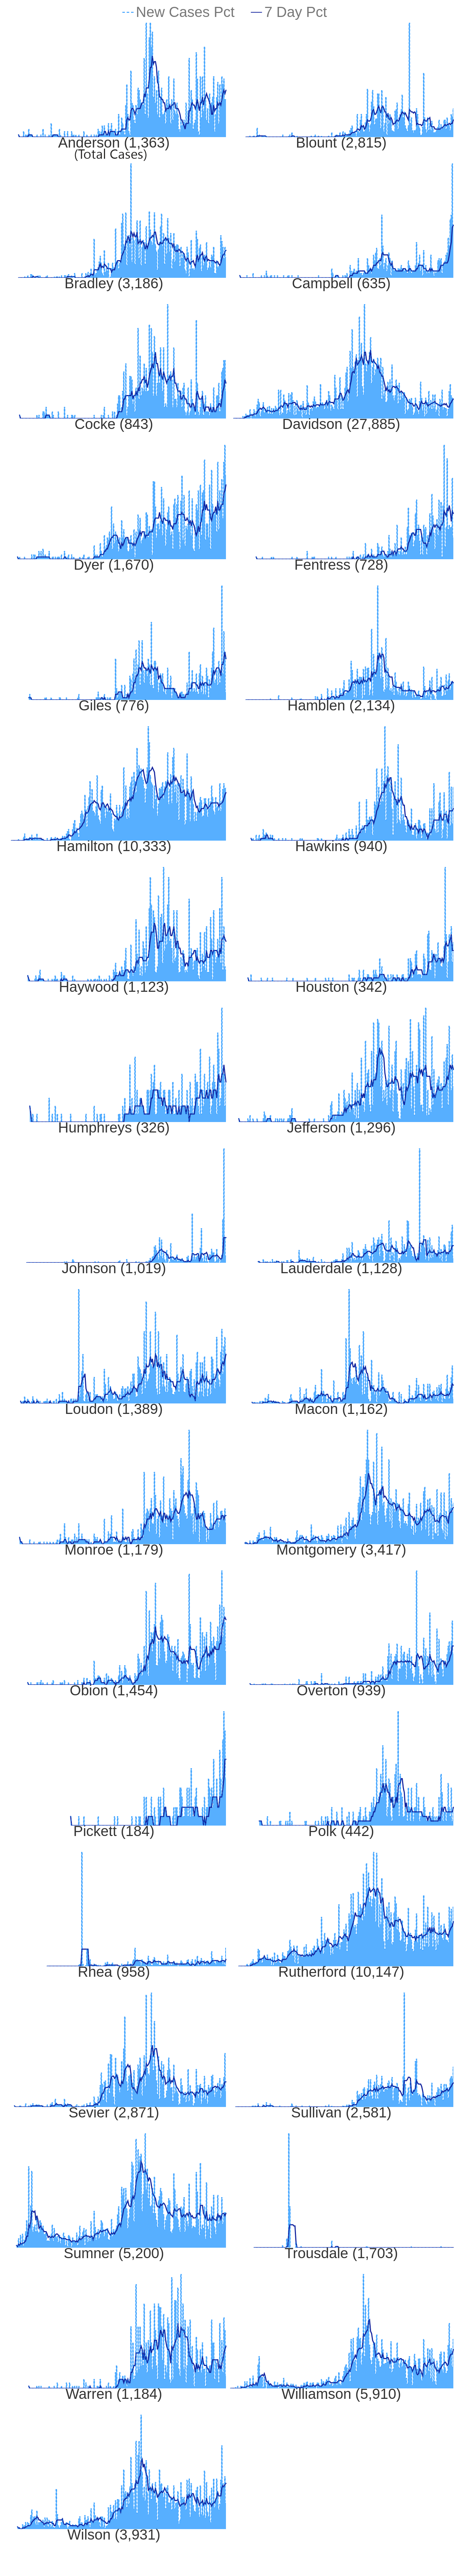 New Cases Pct 7 Day Pct
Anderson (1,363) Blount (2,815)
(Total Cases)
Bradley (3,186) Campbell (635)
Cocke (843) Davidson (27,885)
Dyer (1,670) Fentress (728)
Giles (776) Hamblen (2,134)
Hamilton (10,333) Hawkins (940)
Haywood (1,123) Houston (342)
Humphreys (326) Jefferson (1,296)
Johnson (1,019) Lauderdale (1,128)
Loudon (1,389) Macon (1,162)
Monroe (1,179) Montgomery (3,417)
Obion (1,454) Overton (939)
Pickett (184) Polk (442)
Rhea (958) Rutherford (10,147)
Sevier (2,871) Sullivan (2,581)
Sumner (5,200) Trousdale (1,703)
Warren (1,184) Williamson (5,910)
Wilson (3,931)